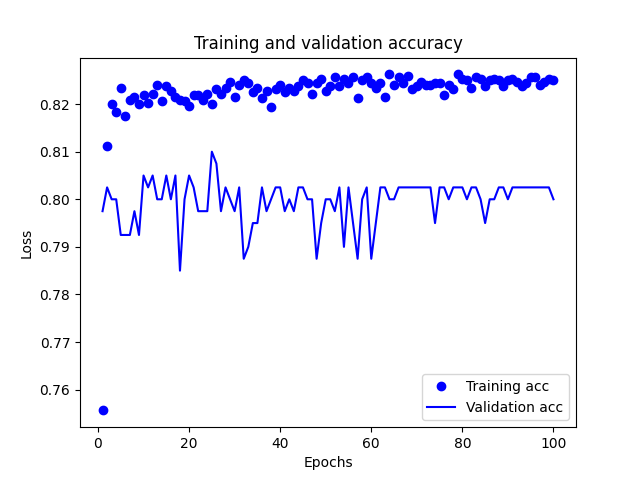 Training and validation accuracy
Loss
0.82
0.81
0.80
0.79
0.78
0.77
0.76
Training acc
Validation acc
0 20 40 60 80 100
Epochs